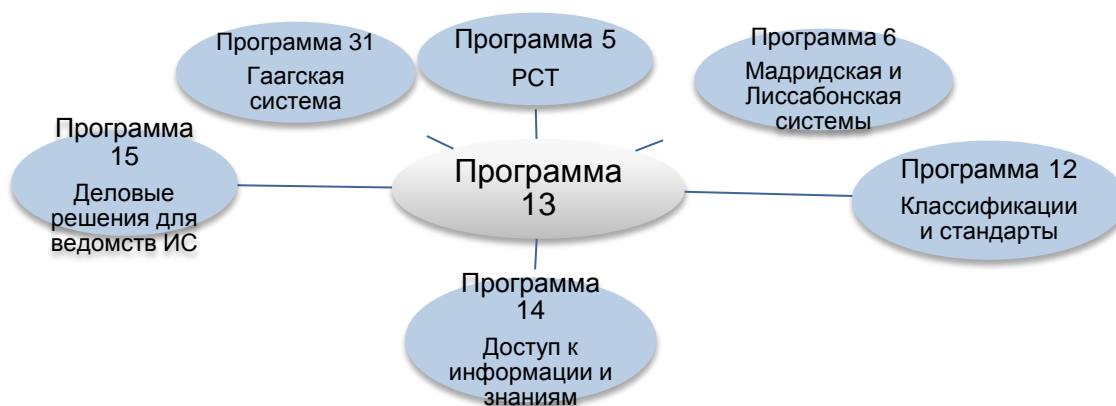 Программа 31
Гаагская
система
Программа 5
РСТ
Программа 6
Мадридская и
Лиссабонская
системы
Программа
15
Деловые
решения для
ведомств ИС
Программа
13
Программа 12
Классификации
и стандарты
Программа
14
Доступ к
информации и
знаниям